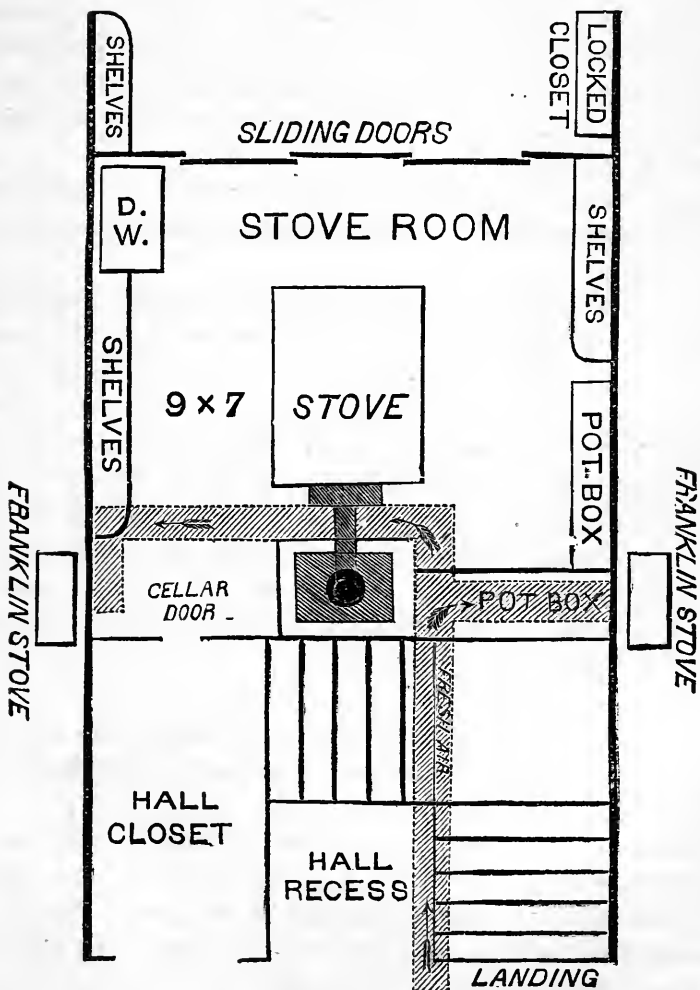 SHELVES
LOCKED
CLOSET
SLIDING DOORS
D.
W.
STOVE ROOM
SHELVES
SHELVES
9 × 7
STOVE
POT-BOX
FRANKLIN STOVE
FRANKLIN STOVE
CELLAR
DOOR
POT BOX
FRESH AIR
HALL
CLOSET
HALL
RECESS
LANDING